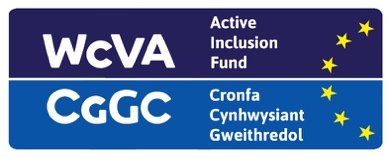 WCVA
Active
Inclusion
Fund
CGGC
Cronfa
Cynhwysiant
Gweithredol